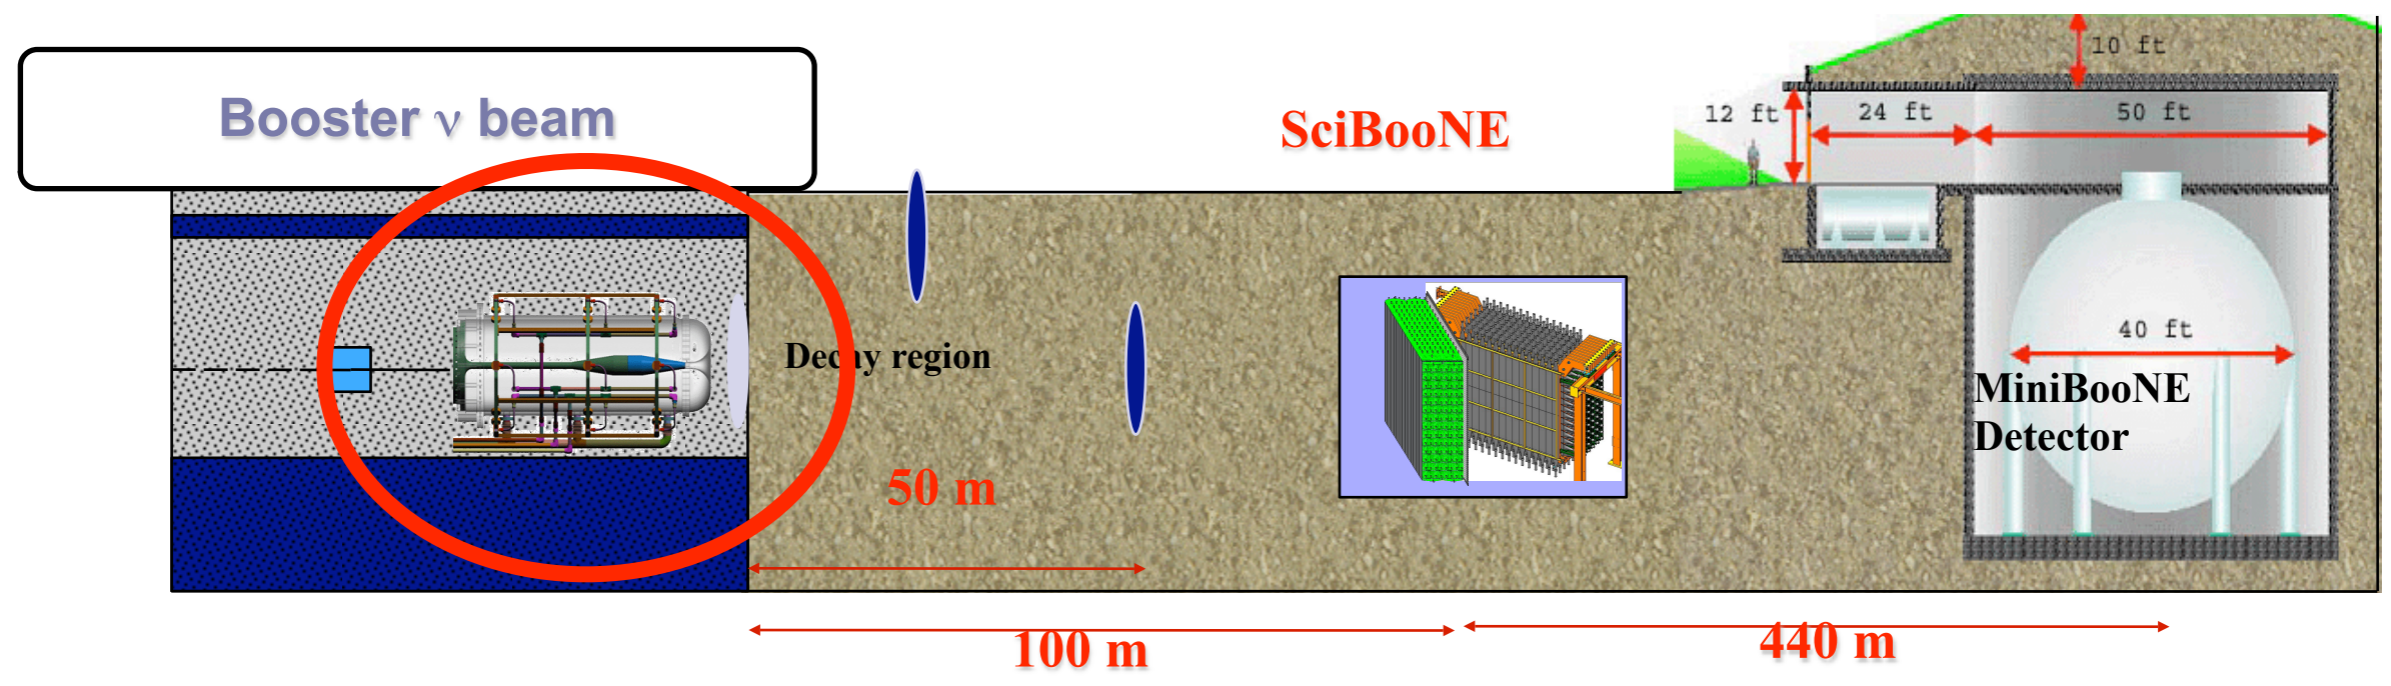 Booster ν beam
SciBooNE
10 ft
12 ft
24 ft
50 ft
40 ft
Decay region
MiniBooNE
Detector
50 m
100 m
440 m